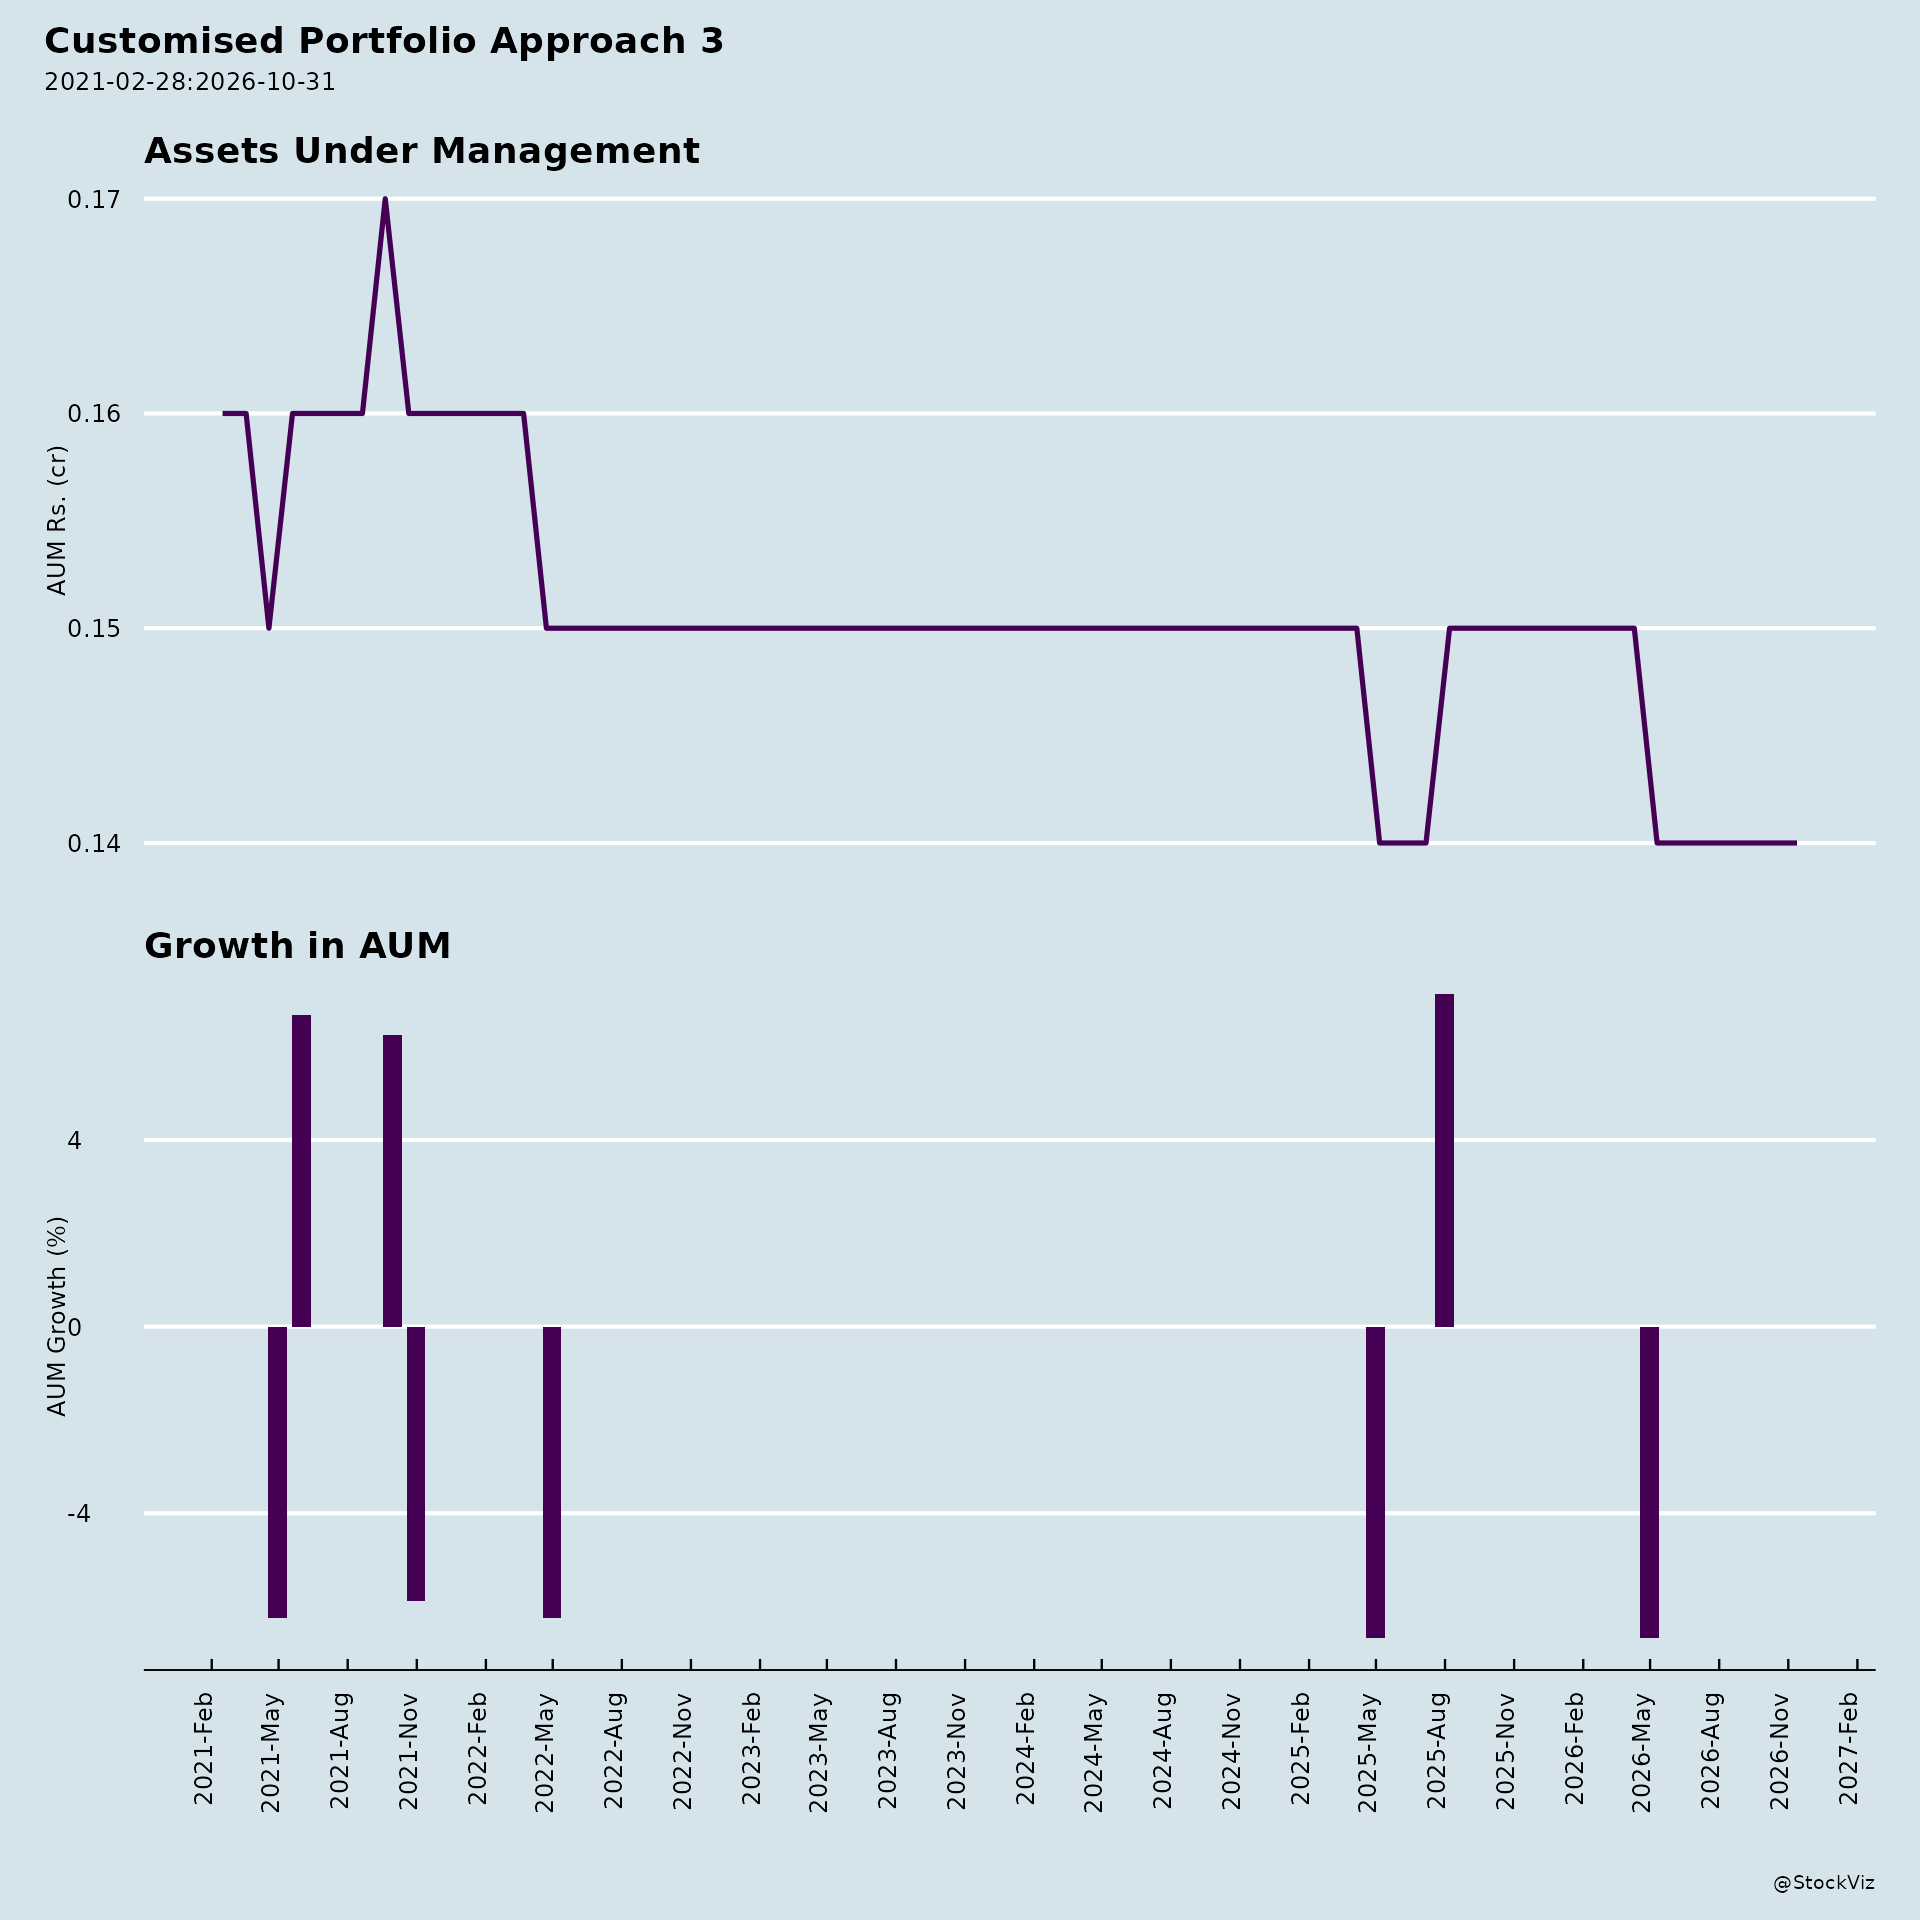 Customised Portfolio Approach 3
2021-02-28:2026-10-31
Assets Under Management
0.17
0.16
0.15
0.14
AUM Rs. (cr)
Growth in AUM
4
0
-4
AUM Growth (%)
2021-Feb
2021-May
2021-Aug
2021-Nov
2022-Feb
2022-May
2022-Aug
2022-Nov
2023-Feb
2023-May
2023-Aug
2023-Nov
2024-Feb
2024-May
2024-Aug
2024-Nov
2025-Feb
2025-May
2025-Aug
2025-Nov
2026-Feb
2026-May
2026-Aug
2026-Nov
2027-Feb
@StockViz